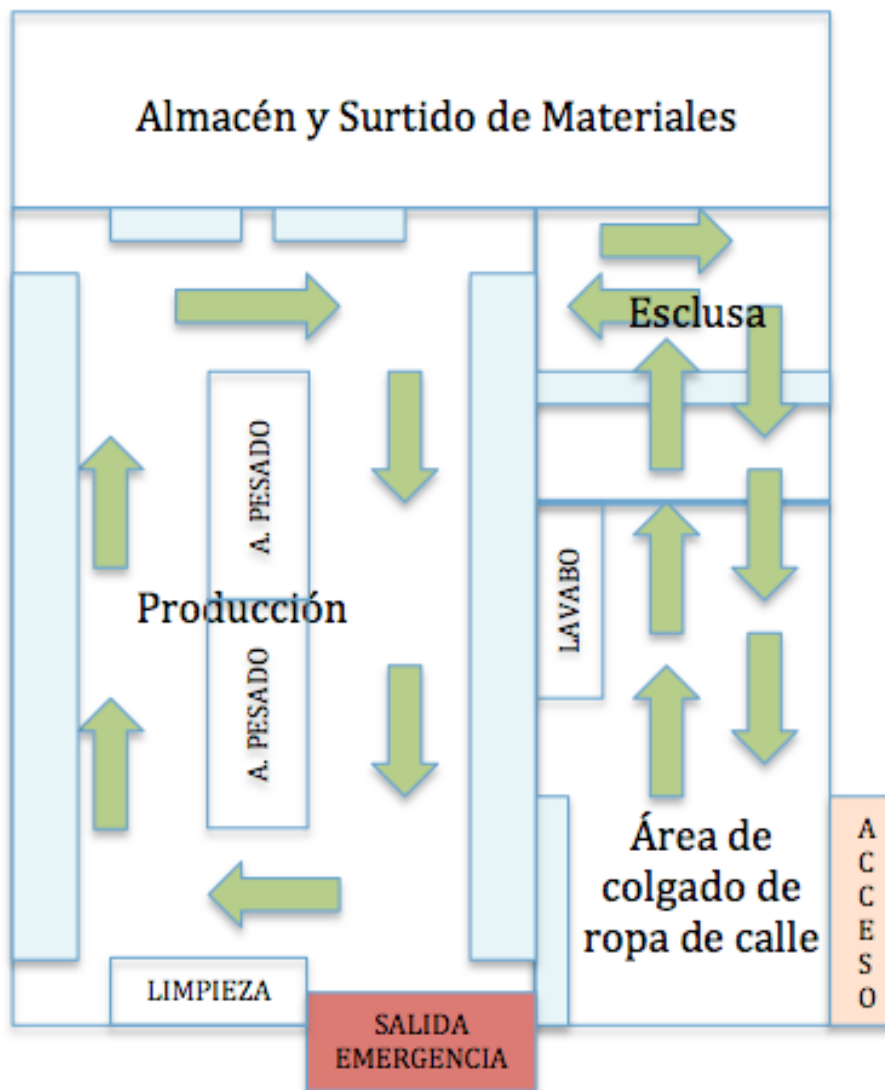 Almacén y Surtido de Materiales
Esclusa
A. PESADO
Producción
A. PESADO
LAVABO
Área de
colgado de
ropa de calle
ACCESO
LIMPIEZA
SALIDA
EMERGENCIA